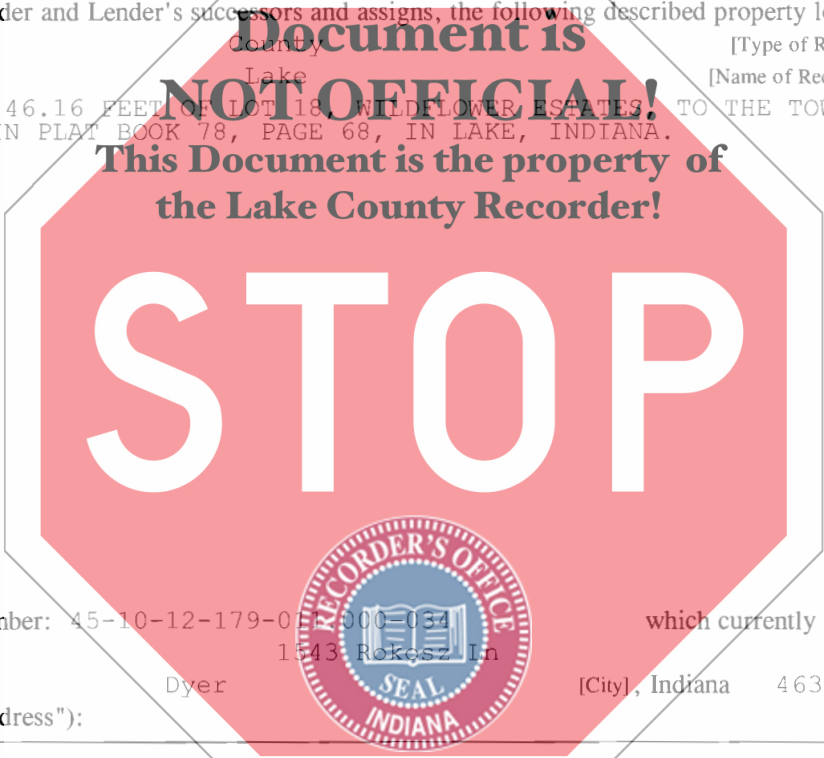 der and Lender's successors and assigns, the following described property l
Document is
County
[Type of R
Lake
[Name of Rec
NOT OFFICIAL!
46.16 FEET OF LOT 18, WILDFLOWER ESTATES, TO THE TOW
N PLAT BOOK 78, PAGE 68, IN LAKE, INDIANA.
This Document is the property of
the Lake County Recorder!
STOP
RECORDER'S OFFICE
nber: 45-10-12-179-011.000-034 which currently
1543 Rokosz ln
SEAL
Dyer [City], Indiana 463
INDIANA
dress"):